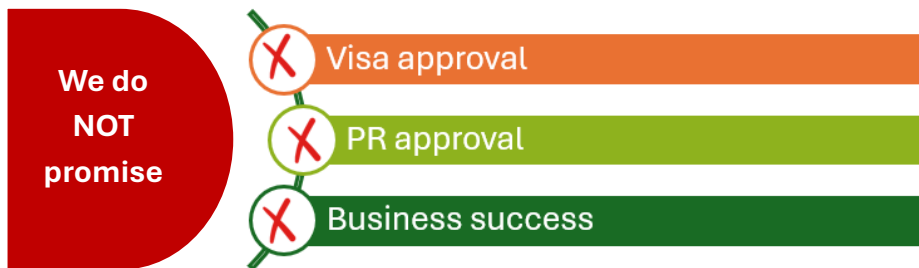 We do
NOT
promise
Visa approval
PR approval
Business success